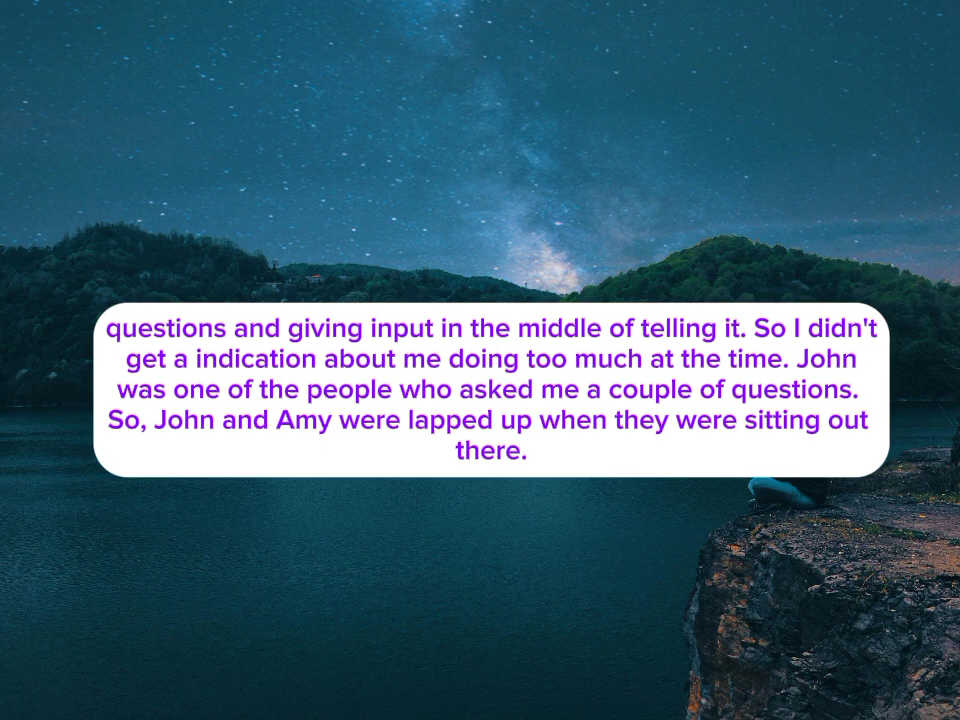 questions and giving input in the middle of telling it. So I didn't
get a indication about me doing too much at the time. John
was one of the people who asked me a couple of questions.
So, John and Amy were lapped up when they were sitting out
there.